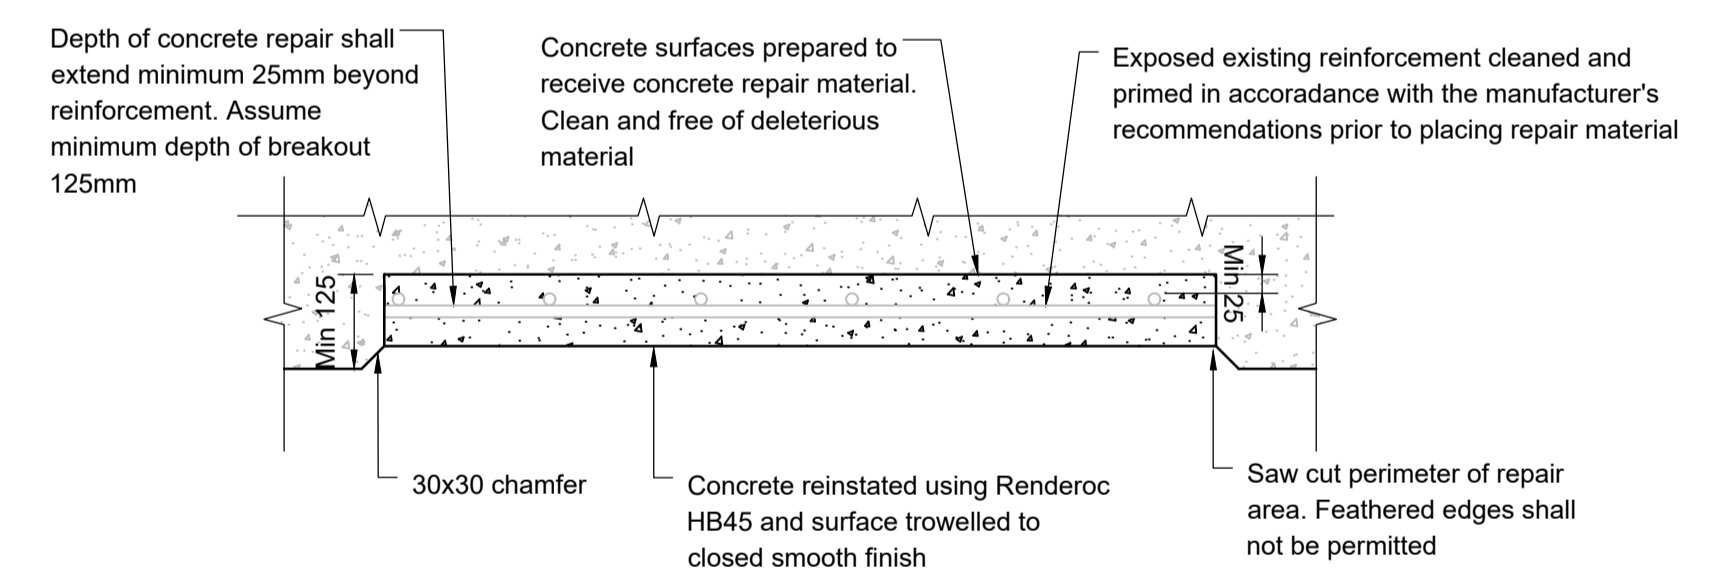 Depth of concrete repair shall
extend minimum 25mm beyond
reinforcement. Assume
minimum depth of breakout
125mm
Concrete surfaces prepared to
receive concrete repair material.
Clean and free of deleterious
material
Exposed existing reinforcement cleaned and
primed in accoradance with the manufacturer's
recommendations prior to placing repair material
Min 125
Min 25
30x30 chamfer
Concrete reinstated using Renderoc
HB45 and surface trowelled to
closed smooth finish
Saw cut perimeter of repair
area. Feathered edges shall
not be permitted